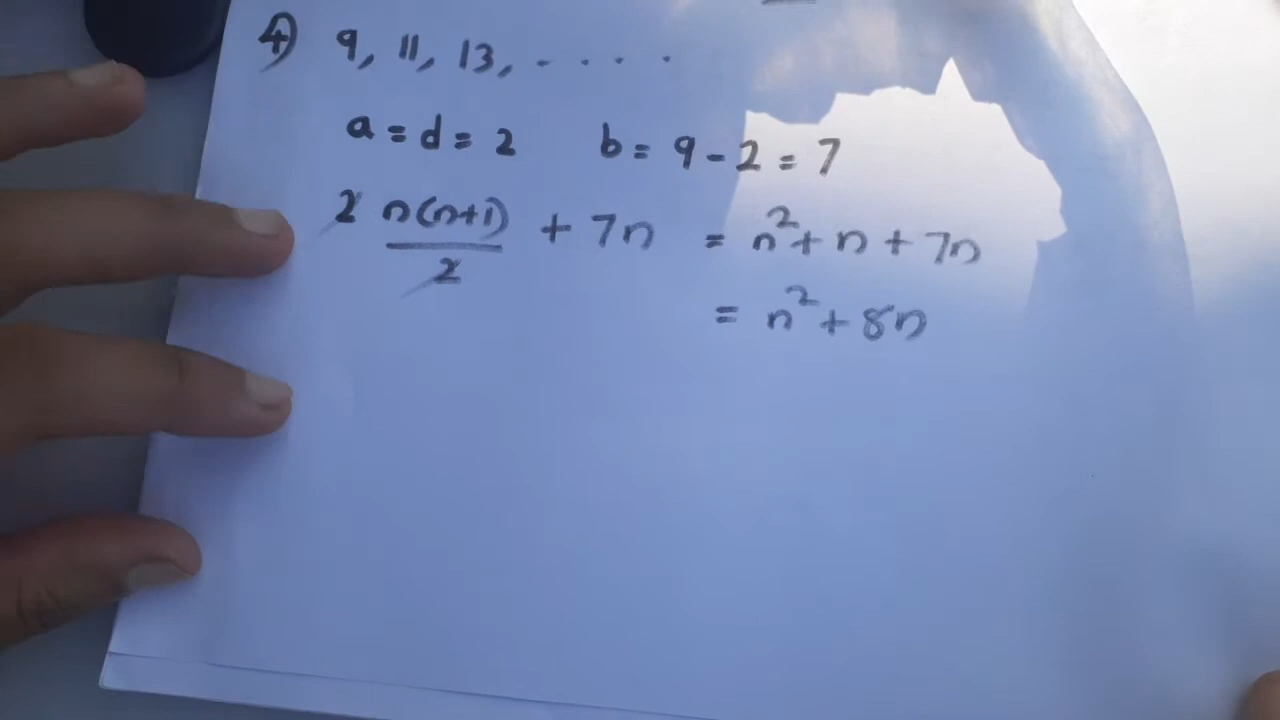 ④ 9, 11, 13, - . . . .
a = d = 2 b = 9 - 2 = 7
2 n(n+1)/2 + 7n = n² + n + 7n
= n² + 8n